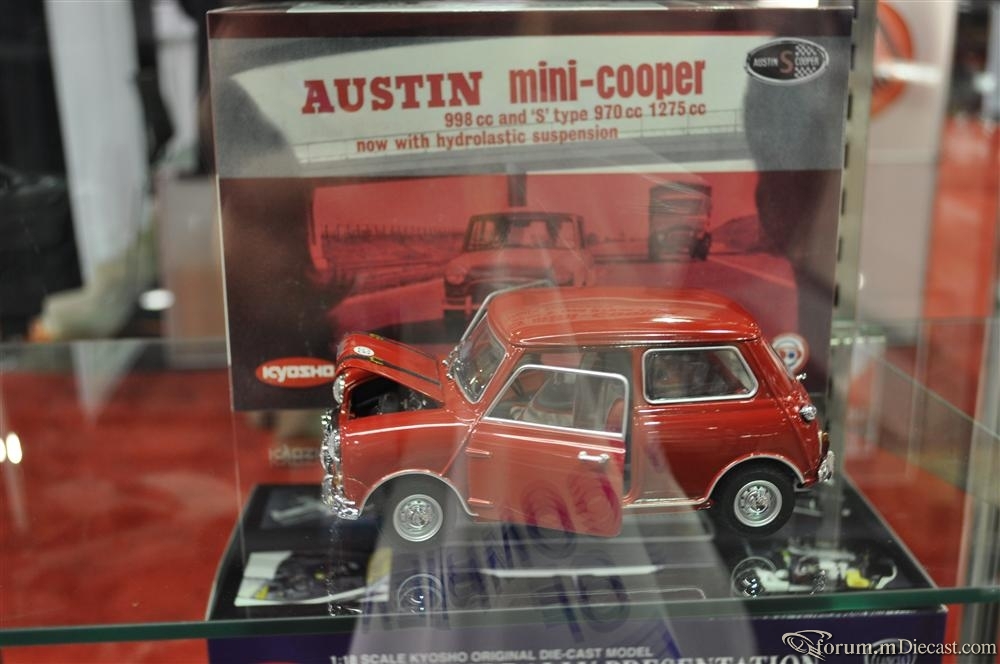 AUSTIN mini-cooper
998 cc and 'S' type 970 cc 1275 cc
now with hydrolastic suspension
AUSTIN S COOPER
KYOSHO
1:18 SCALE KYOSHO ORIGINAL DIE-CAST MODEL
PRESENTATION
forum.mDiecast.com